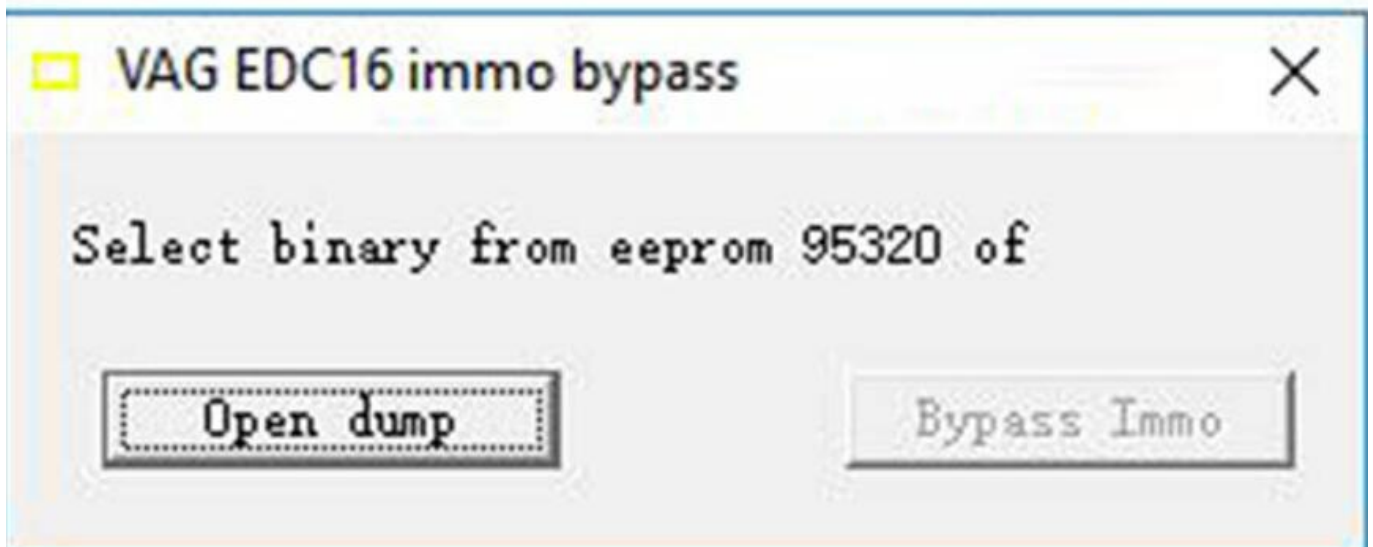 VAG EDC16 immo bypass
Select binary from eeprom 95320 of
Open dump
Bypass Immo